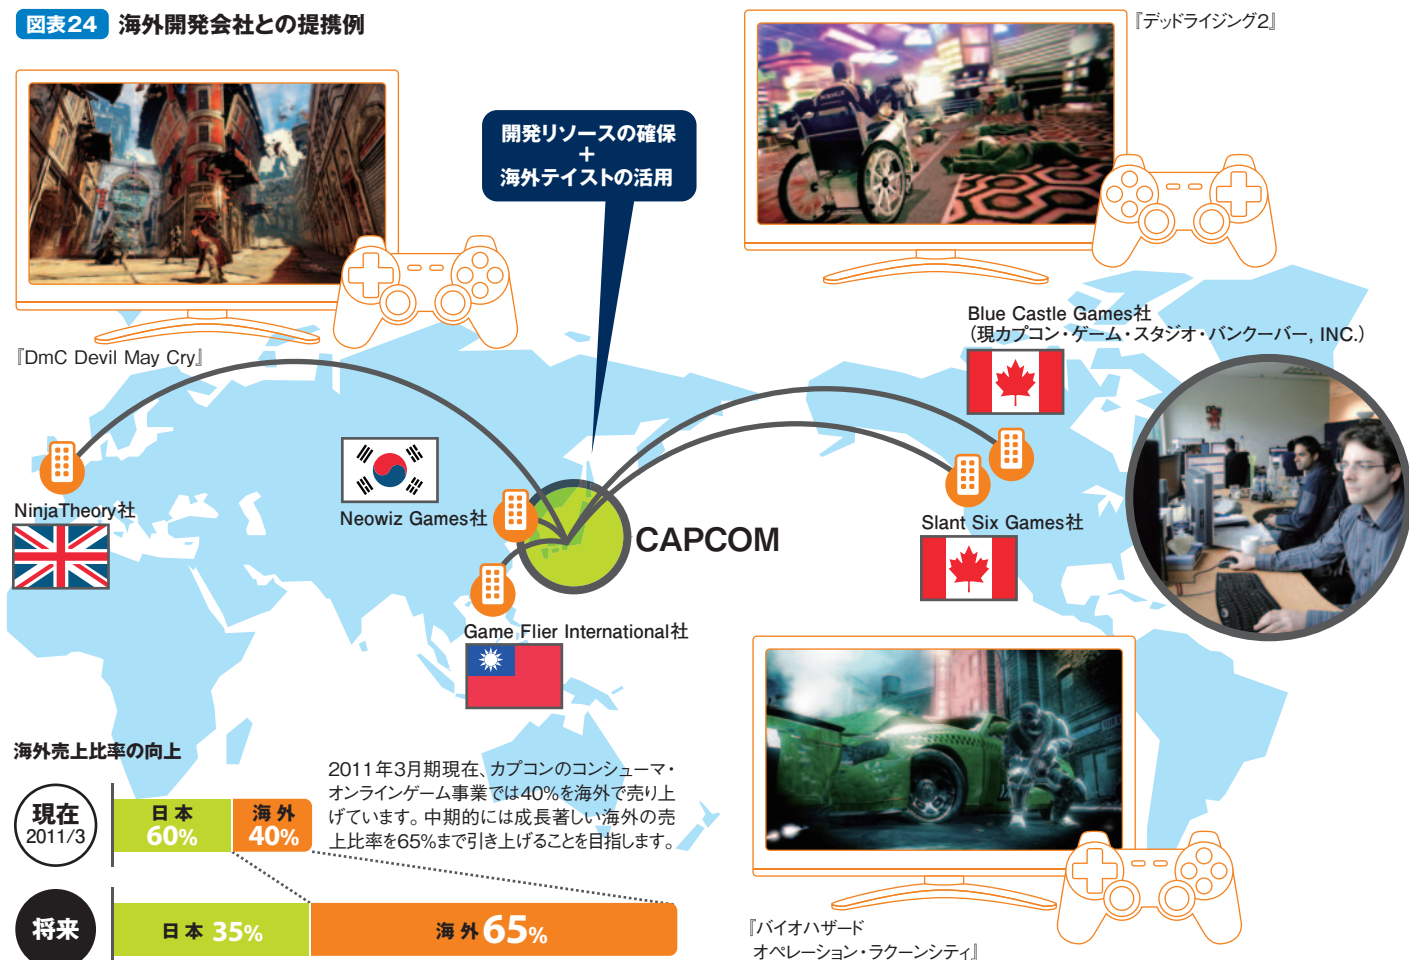 図表24 海外開発会社との提携例
『デッドライジング2』
開発リソースの確保
+
海外テイストの活用
『DmC Devil May Cry』
Blue Castle Games社
（現カプコン・ゲーム・スタジオ・バンクーバー, INC.）
NinjaTheory社
Neowiz Games社
CAPCOM
Slant Six Games社
Game Flier International社
海外売上比率の向上
現在
2011/3
日本
60%
海外
40%
2011年3月期現在、カプコンのコンシューマ・
オンラインゲーム事業では40%を海外で売り上
げています。中期的には成長著しい海外の売
上比率を65%まで引き上げることを目指します。
将来
日本 35%
海外 65%
『バイオハザード
オペレーション・ラクーンシティ』